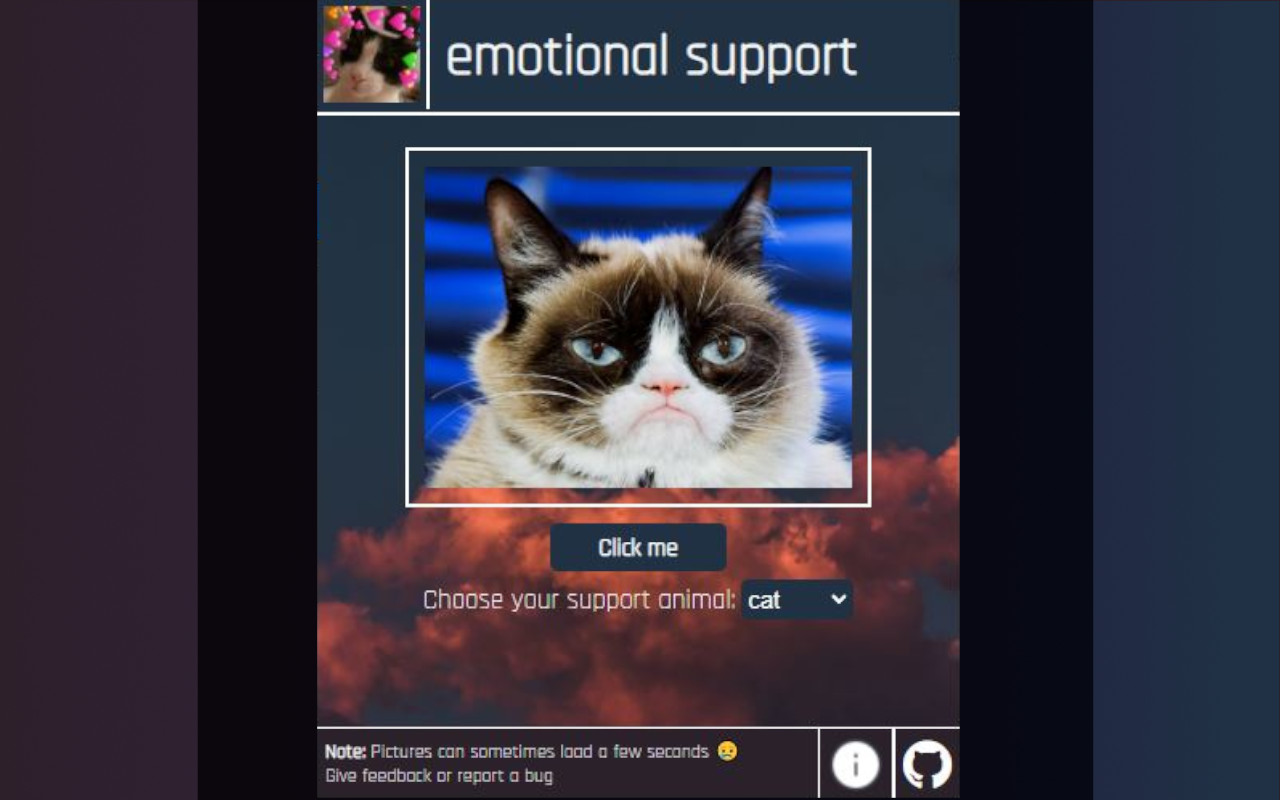 emotional support
Click me
Choose your support animal: cat
Note: Pictures can sometimes load a few seconds 😥
Give feedback or report a bug
i